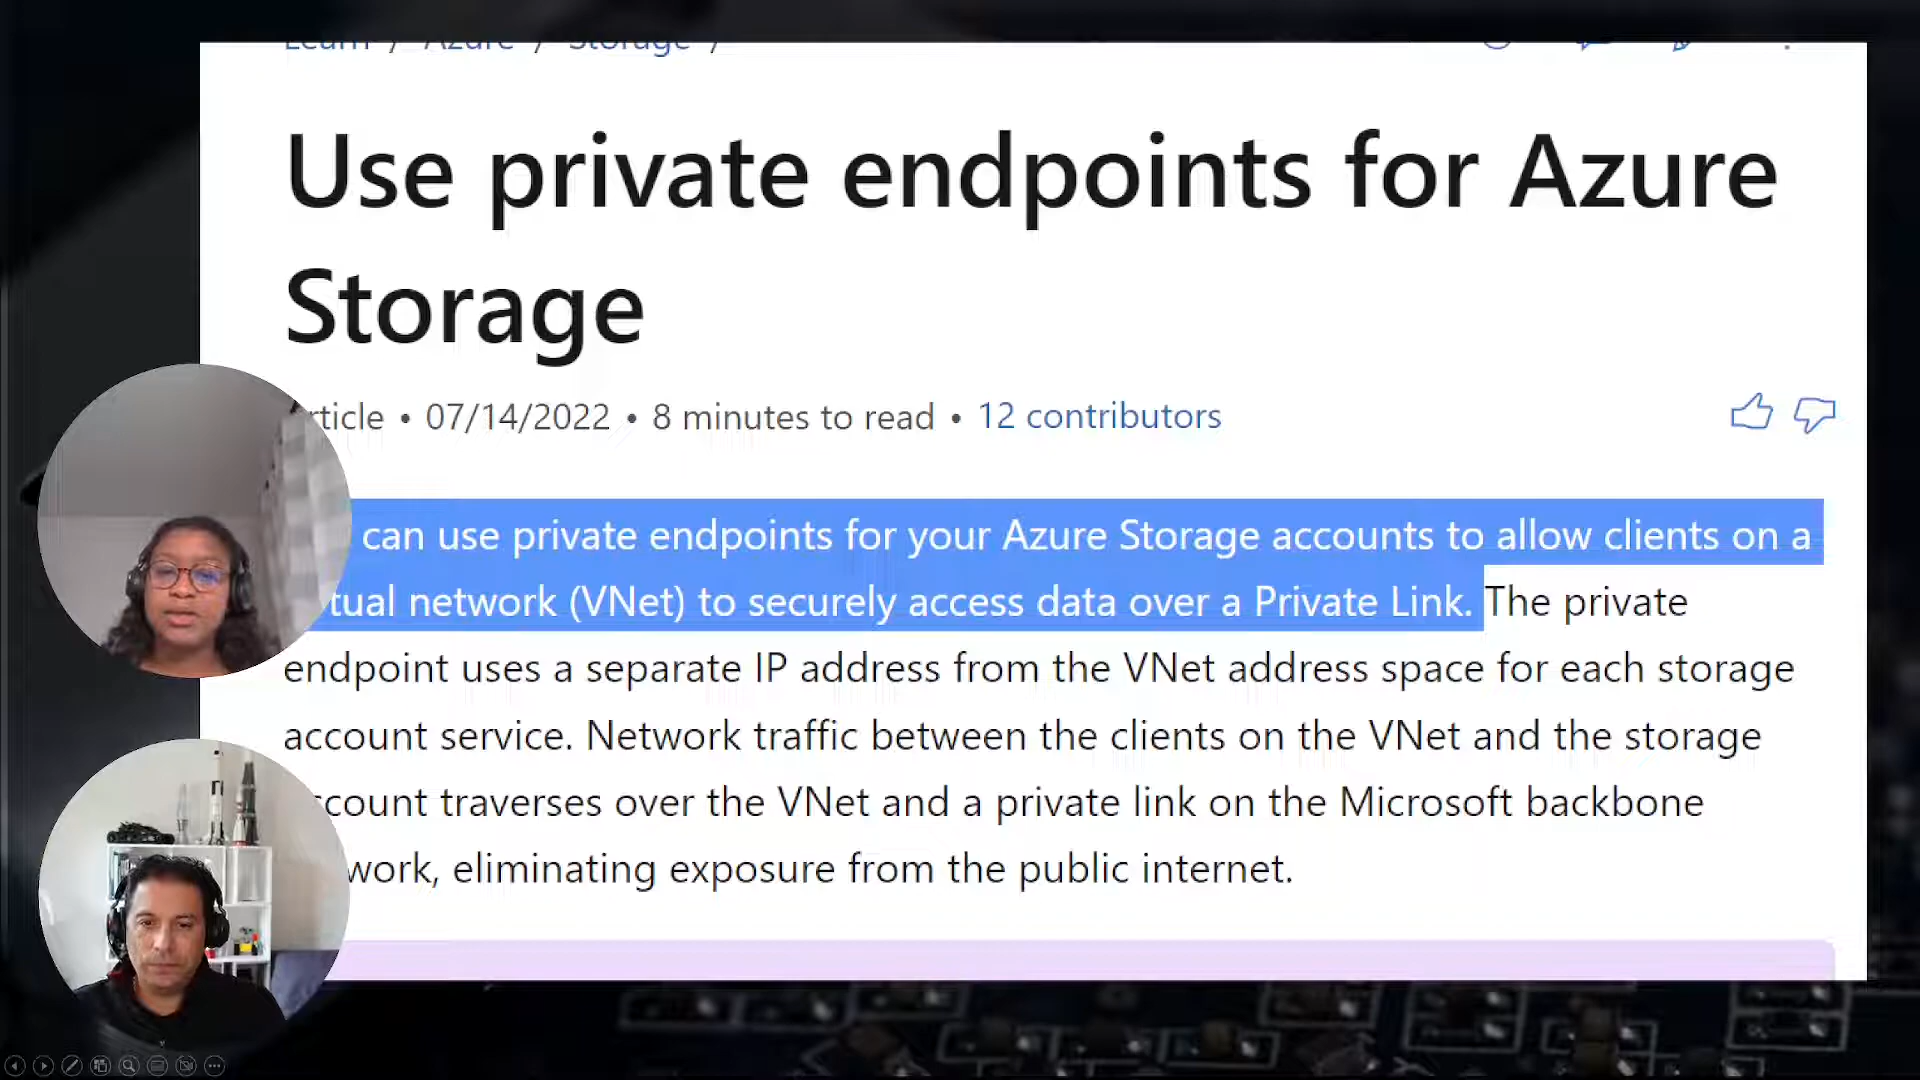 Learn / Azure / Storage /
Use private endpoints for Azure
Storage
rticle • 07/14/2022 • 8 minutes to read • 12 contributors
can use private endpoints for your Azure Storage accounts to allow clients on a
tual network (VNet) to securely access data over a Private Link. The private
endpoint uses a separate IP address from the VNet address space for each storage
account service. Network traffic between the clients on the VNet and the storage
ccount traverses over the VNet and a private link on the Microsoft backbone
work, eliminating exposure from the public internet.